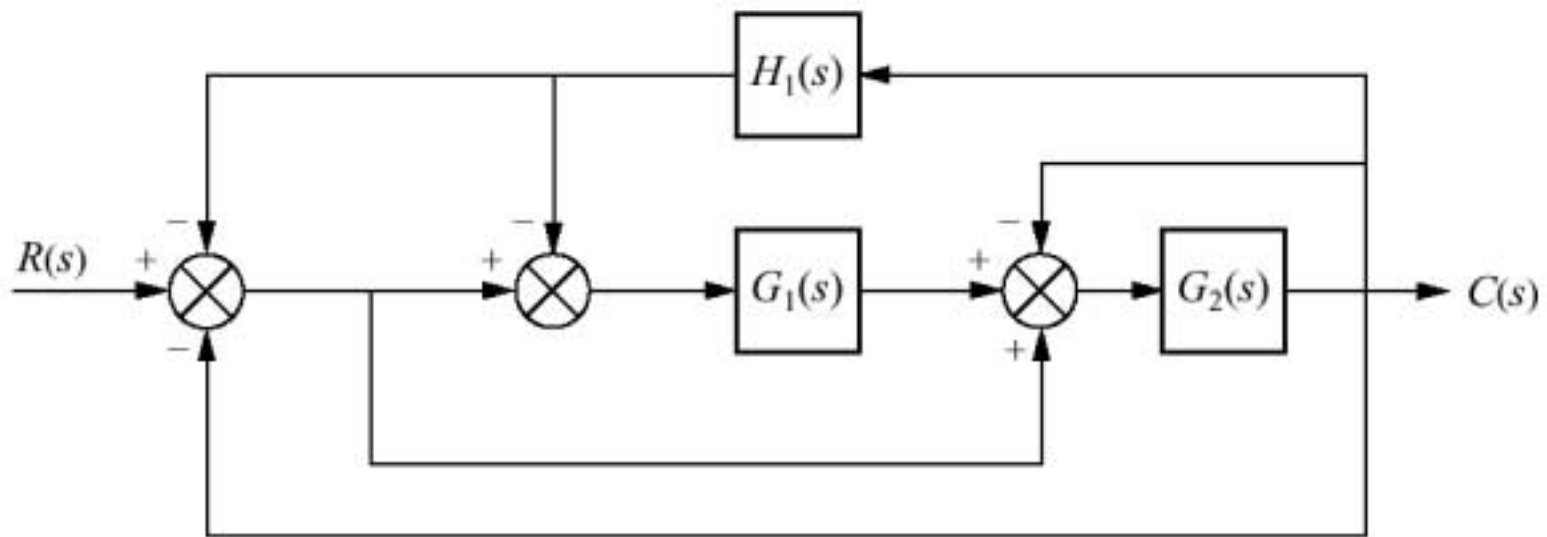 H₁(s)
− − −
R(s) + + G₁(s) + G₂(s) C(s)
− +